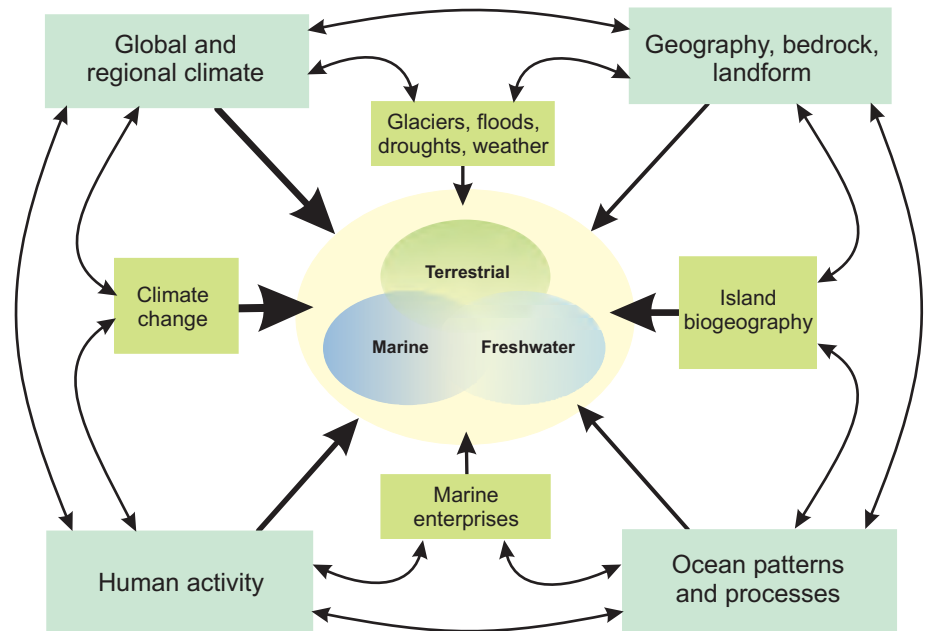 Global and
regional climate
Geography, bedrock,
landform
Glaciers, floods,
droughts, weather
Terrestrial
Climate
change
Island
biogeography
Marine
Freshwater
Marine
enterprises
Human activity
Ocean patterns
and processes